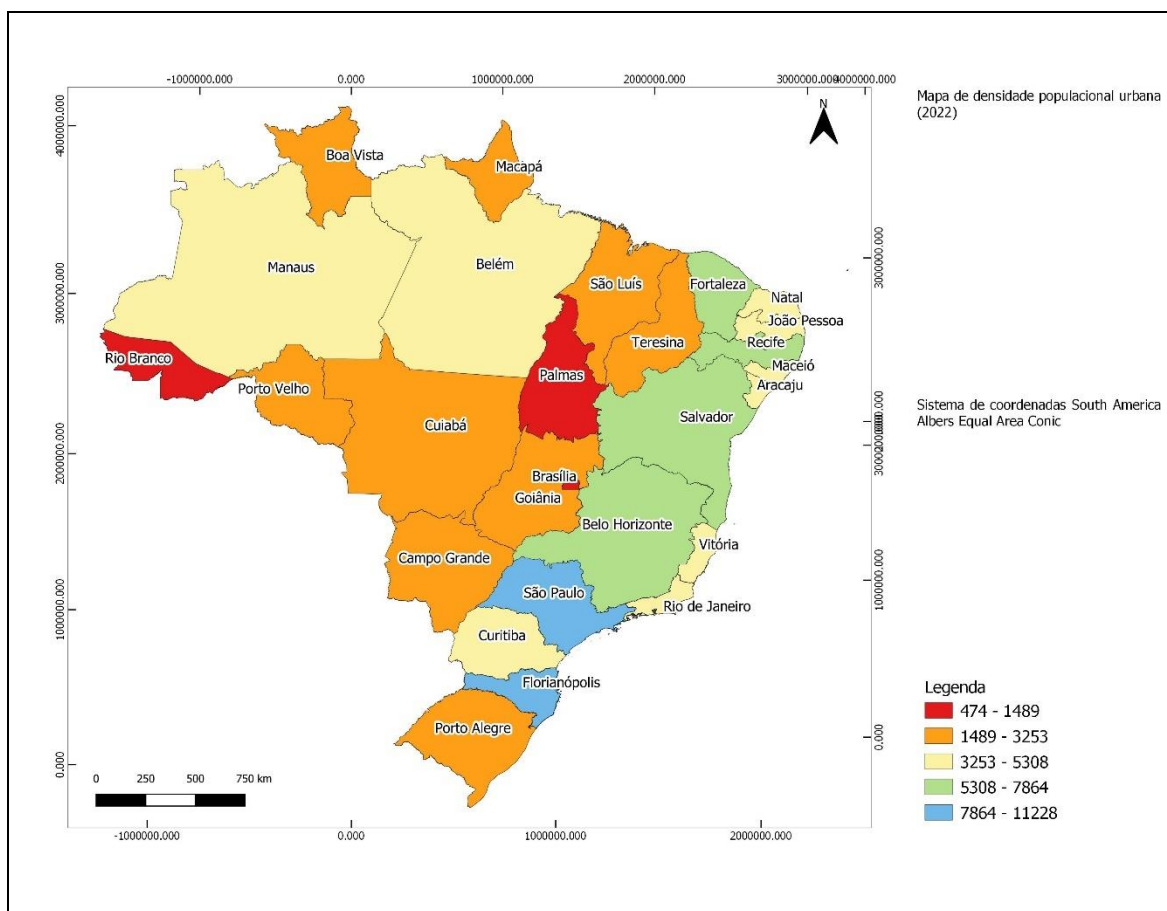 -1000000.000
0.000
1000000.000
2000000.000
3000000.000
4000000.000
Mapa de densidade populacional urbana
(2022)
N
4000000.000
3000000.000
2000000.000
1000000.000
0.000
Boa Vista
Macapá
Manaus
Belém
São Luís
Fortaleza
Natal
João Pessoa
Teresina
Recife
Rio Branco
Maceió
Palmas
Aracaju
Porto Velho
Cuiabá
Salvador
Brasília
Goiânia
Belo Horizonte
Vitória
Campo Grande
São Paulo
Rio de Janeiro
Curitiba
Florianópolis
Porto Alegre
3000000.000
1000000.000
0.000
Sistema de coordenadas South America
Albers Equal Area Conic
Legenda
474 - 1489
1489 - 3253
3253 - 5308
5308 - 7864
7864 - 11228
0 250 500 750 km
-1000000.000
0.000
1000000.000
2000000.000